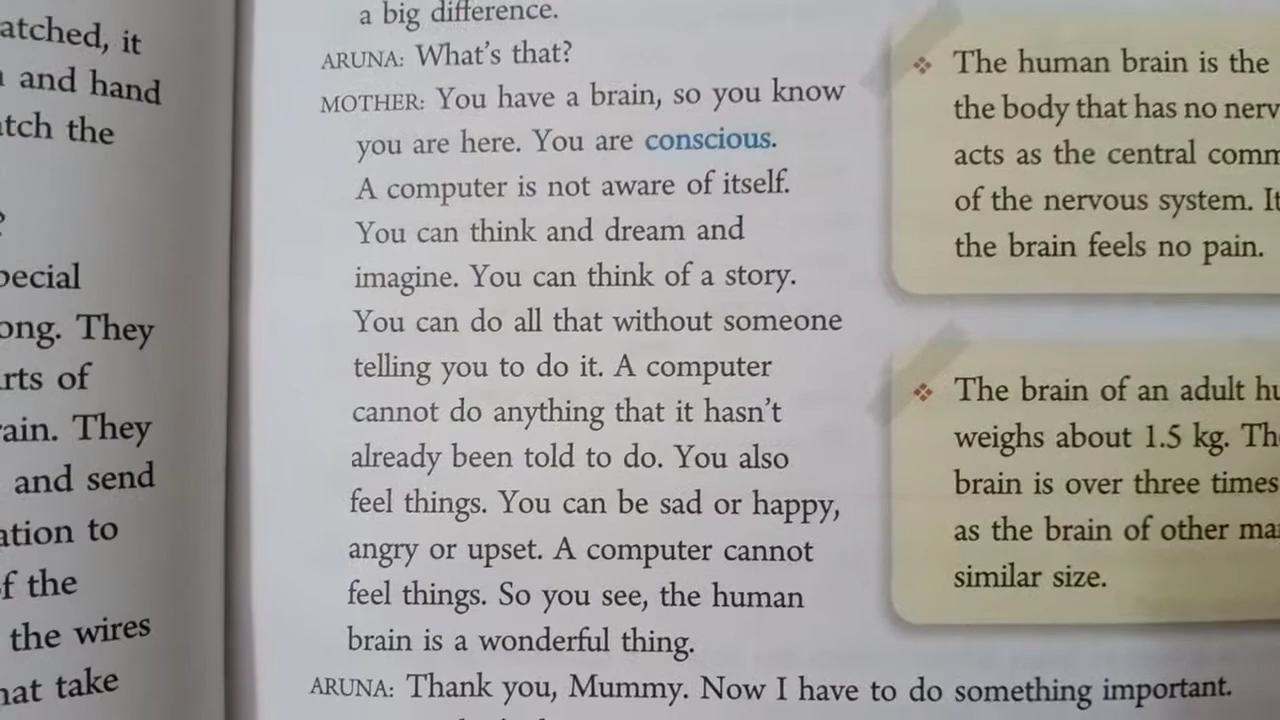 atched, it
and hand
atch the
?
pecial
ong. They
rts of
rain. They
and send
ation to
f the
the wires
hat take
a big difference.
ARUNA: What's that?
MOTHER: You have a brain, so you know
you are here. You are conscious.
A computer is not aware of itself.
You can think and dream and
imagine. You can think of a story.
You can do all that without someone
telling you to do it. A computer
cannot do anything that it hasn't
already been told to do. You also
feel things. You can be sad or happy,
angry or upset. A computer cannot
feel things. So you see, the human
brain is a wonderful thing.
ARUNA: Thank you, Mummy. Now I have to do something important.
❖ The human brain is the
the body that has no nerv
acts as the central comm
of the nervous system. It
the brain feels no pain.
❖ The brain of an adult hu
weighs about 1.5 kg. Th
brain is over three times
as the brain of other ma
similar size.